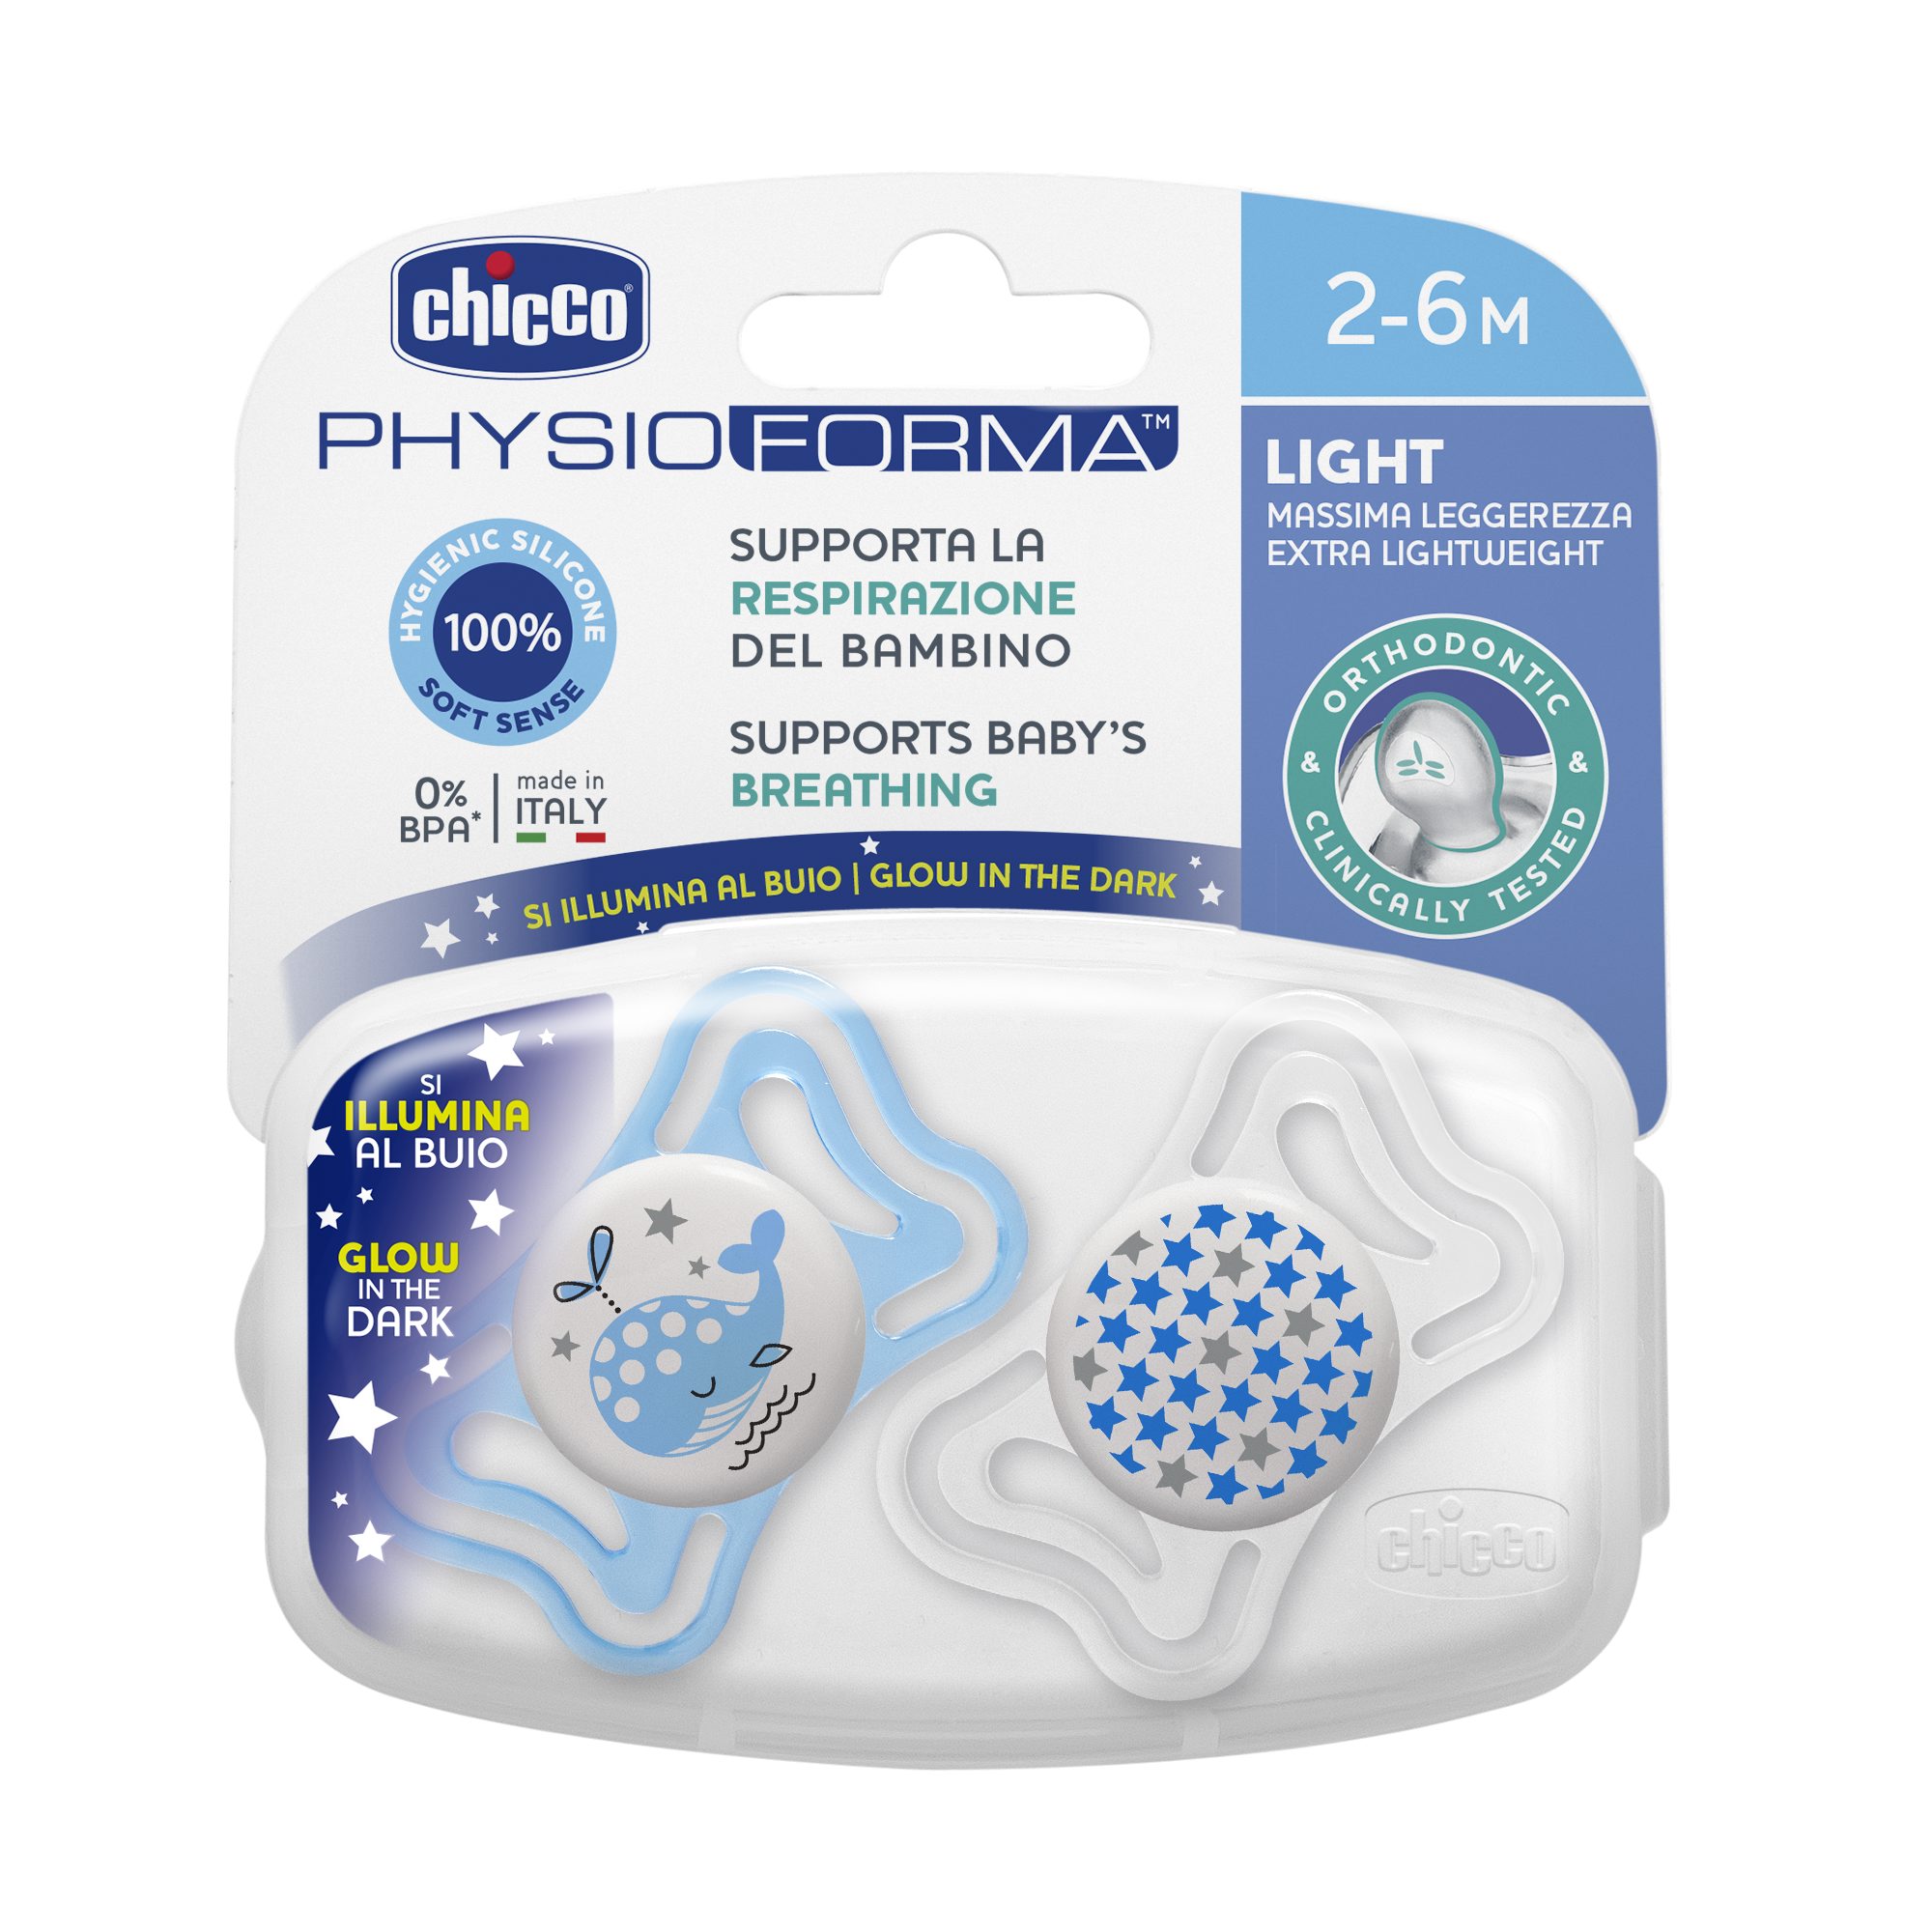 chicco®
PHYSIOFORMA™
2-6M
LIGHT
MASSIMA LEGGEREZZA
EXTRA LIGHTWEIGHT
HYGIENIC SILICONE
100%
SOFT SENSE
0%
BPA*
made in
ITALY
SUPPORTA LA
RESPIRAZIONE
DEL BAMBINO
SUPPORTS BABY'S
BREATHING
ORTHODONTIC
& &
CLINICALLY TESTED
SI ILLUMINA AL BUIO | GLOW IN THE DARK
SI
ILLUMINA
AL BUIO
GLOW
IN THE
DARK
chicco